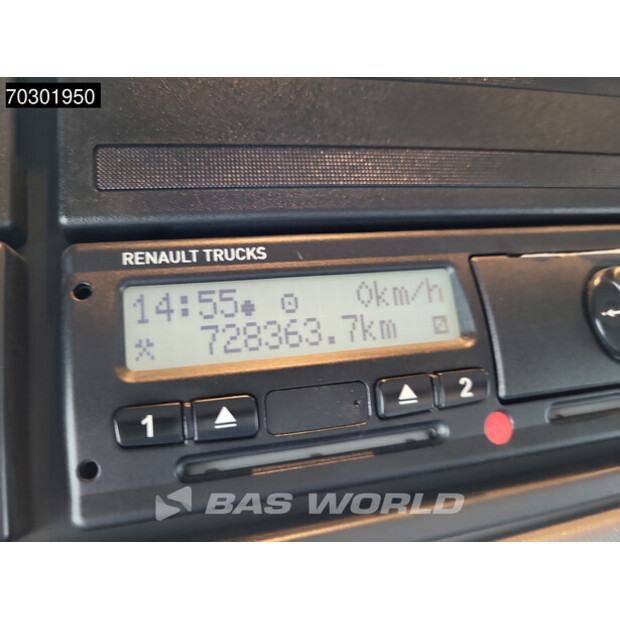 70301950
RENAULT TRUCKS
14:55 0km/h
728363.7km
1 2
BAS WORLD